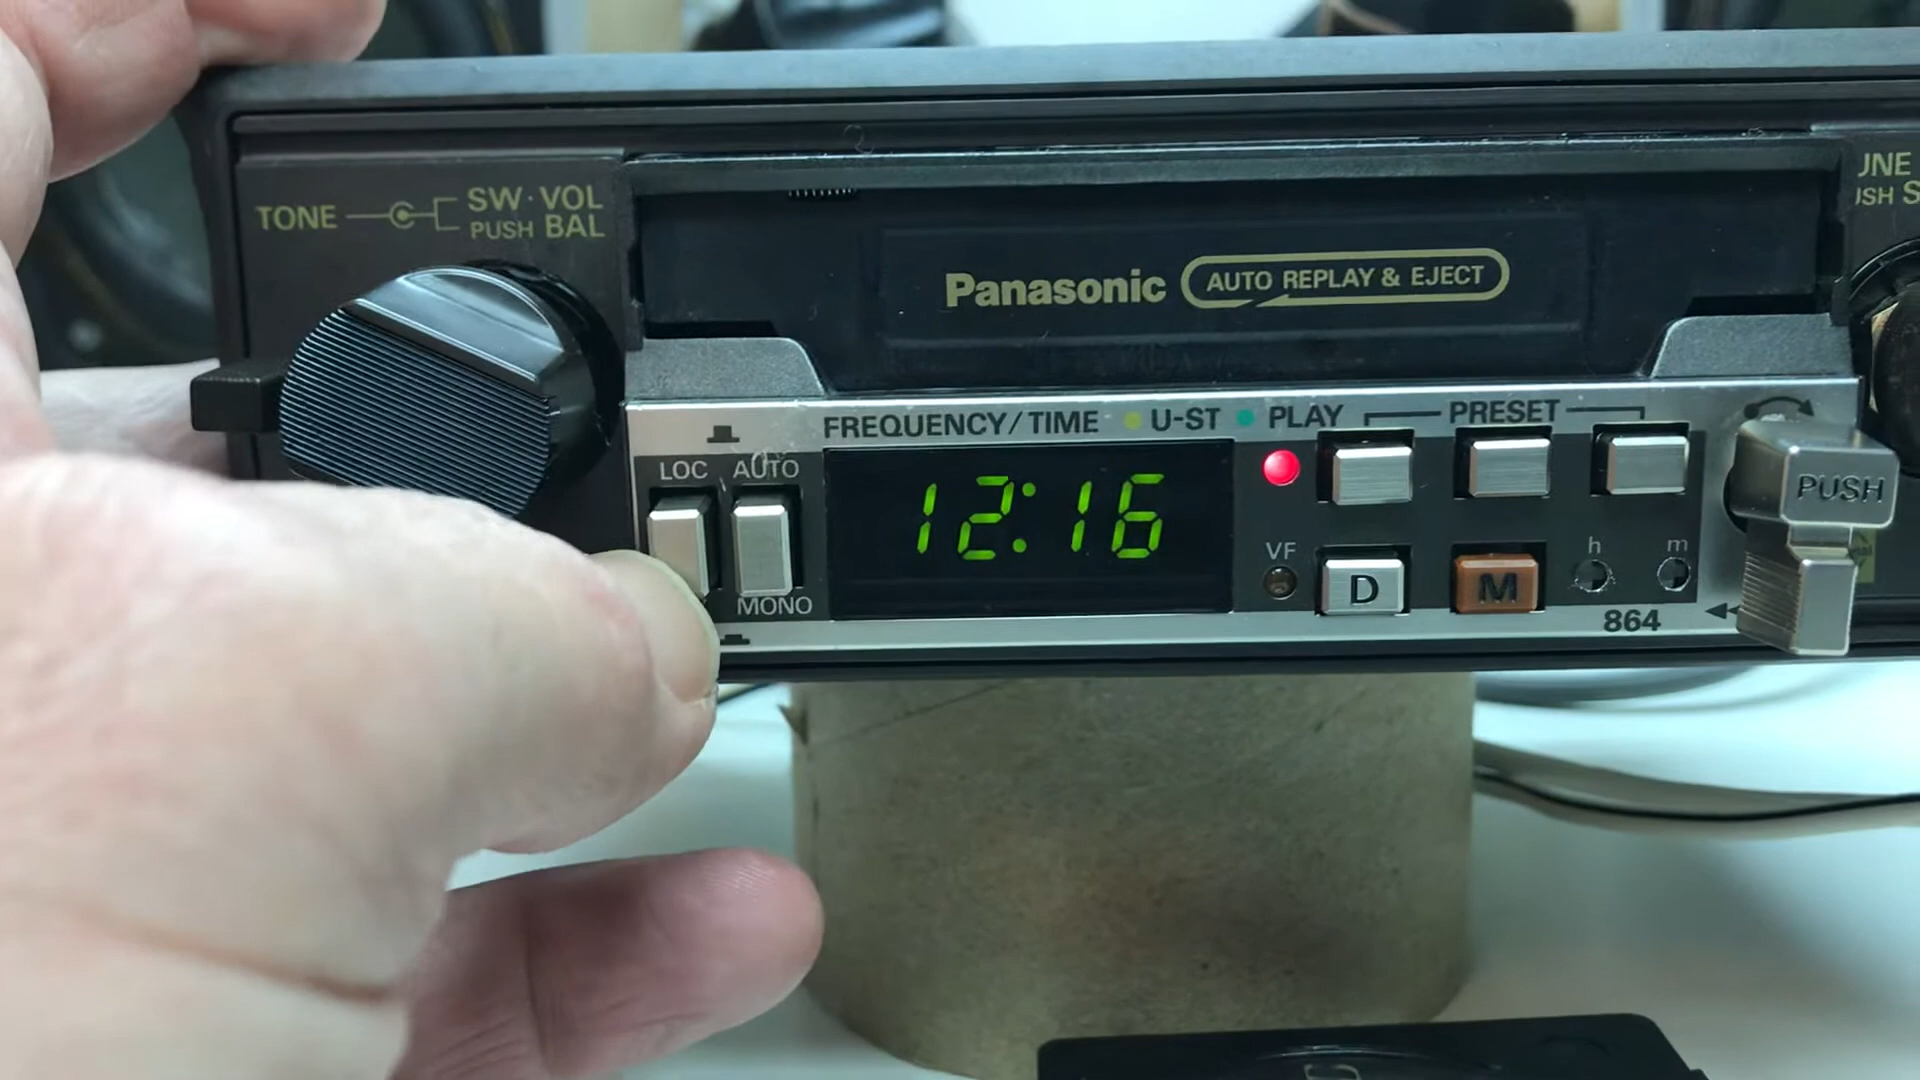 TONE
SW·VOL
PUSH BAL
Panasonic
AUTO REPLAY & EJECT
FREQUENCY/TIME
U-ST
PLAY
PRESET
LOC
AUTO
MONO
12:16
PUSH
VF
D
M
h
m
864